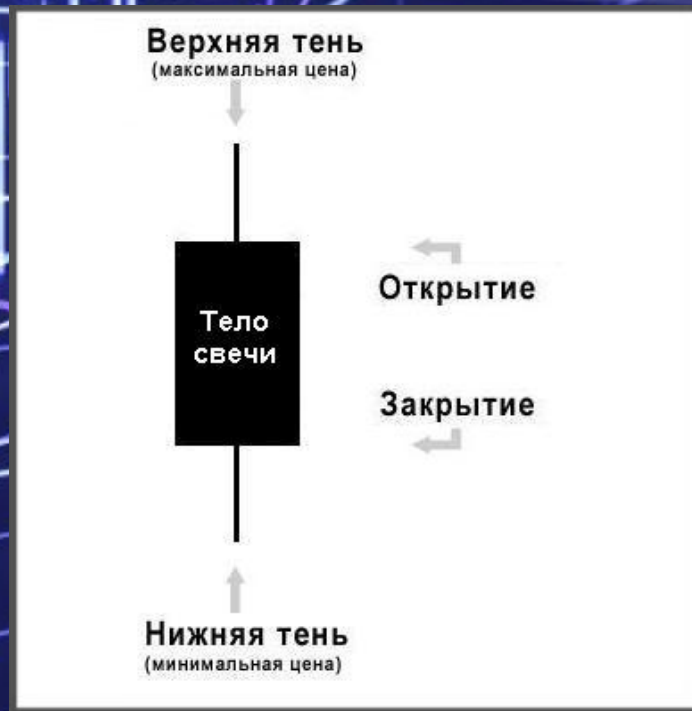 Верхняя тень
(максимальная цена)
Тело
свечи
Открытие
Закрытие
Нижняя тень
(минимальная цена)